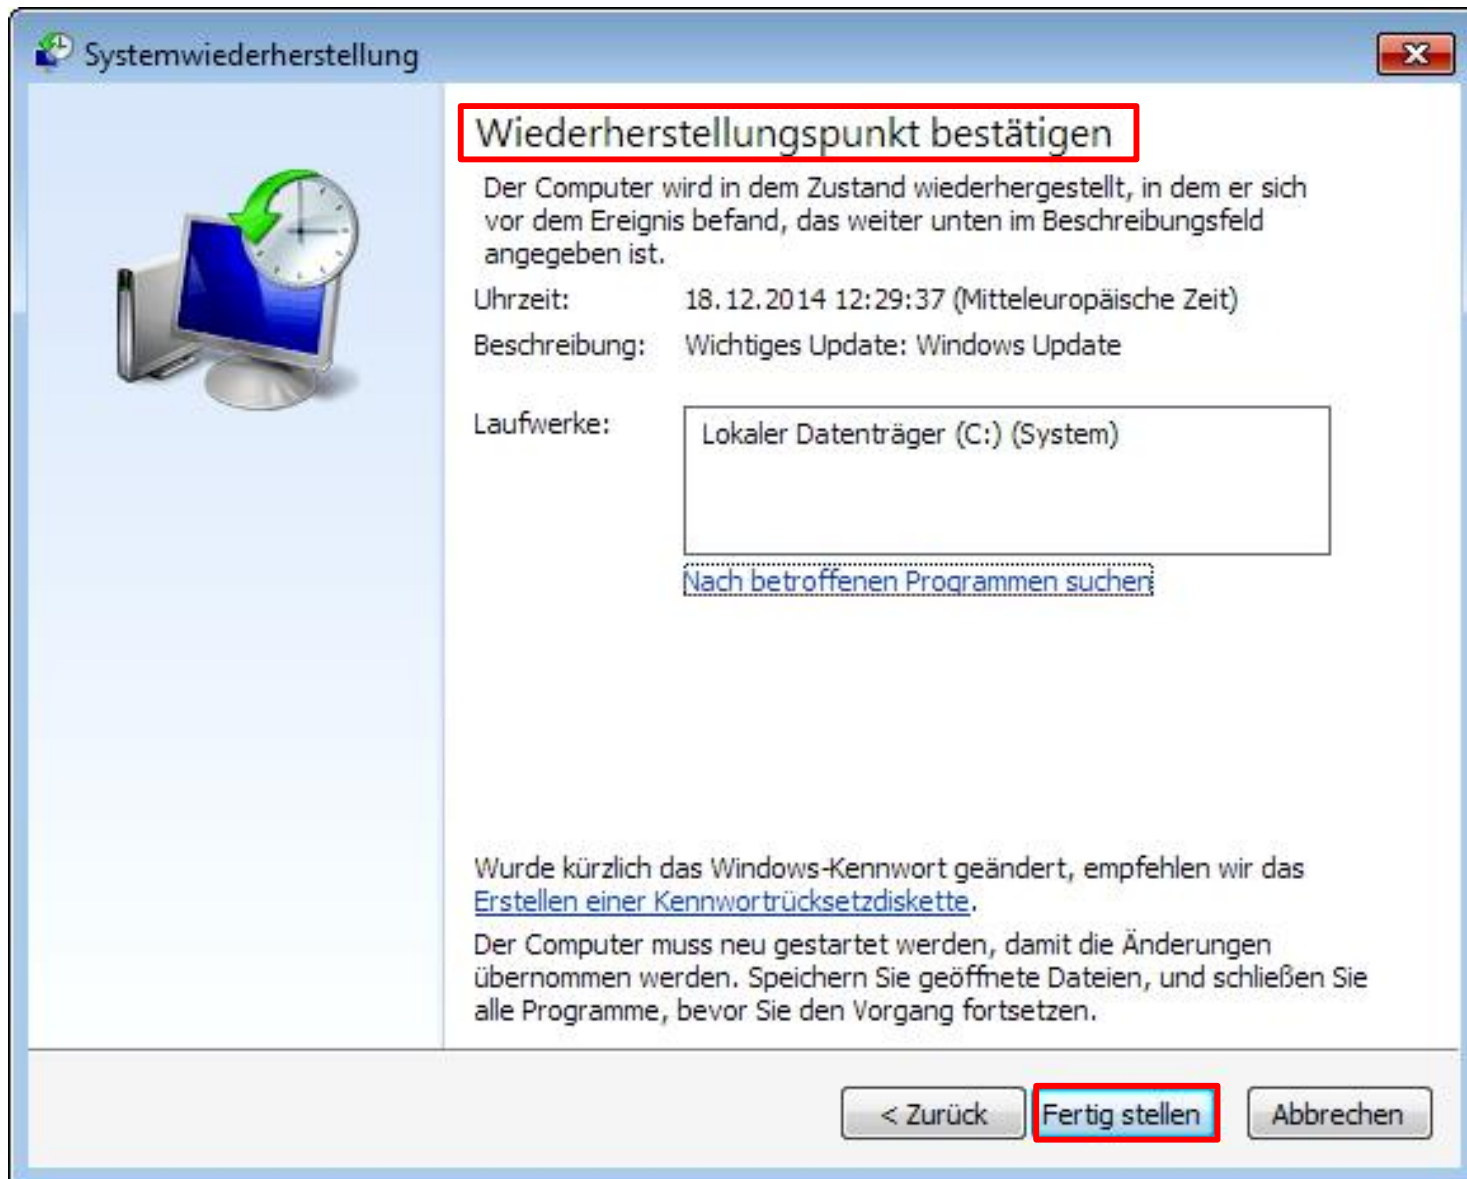 Systemwiederherstellung
Wiederherstellungspunkt bestätigen
Der Computer wird in dem Zustand wiederhergestellt, in dem er sich
vor dem Ereignis befand, das weiter unten im Beschreibungsfeld
angegeben ist.
Uhrzeit: 18.12.2014 12:29:37 (Mitteleuropäische Zeit)
Beschreibung: Wichtiges Update: Windows Update
Laufwerke: Lokaler Datenträger (C:) (System)
Nach betroffenen Programmen suchen
Wurde kürzlich das Windows-Kennwort geändert, empfehlen wir das
Erstellen einer Kennwortrücksetzdiskette.
Der Computer muss neu gestartet werden, damit die Änderungen
übernommen werden. Speichern Sie geöffnete Dateien, und schließen Sie
alle Programme, bevor Sie den Vorgang fortsetzen.
< Zurück Fertig stellen Abbrechen